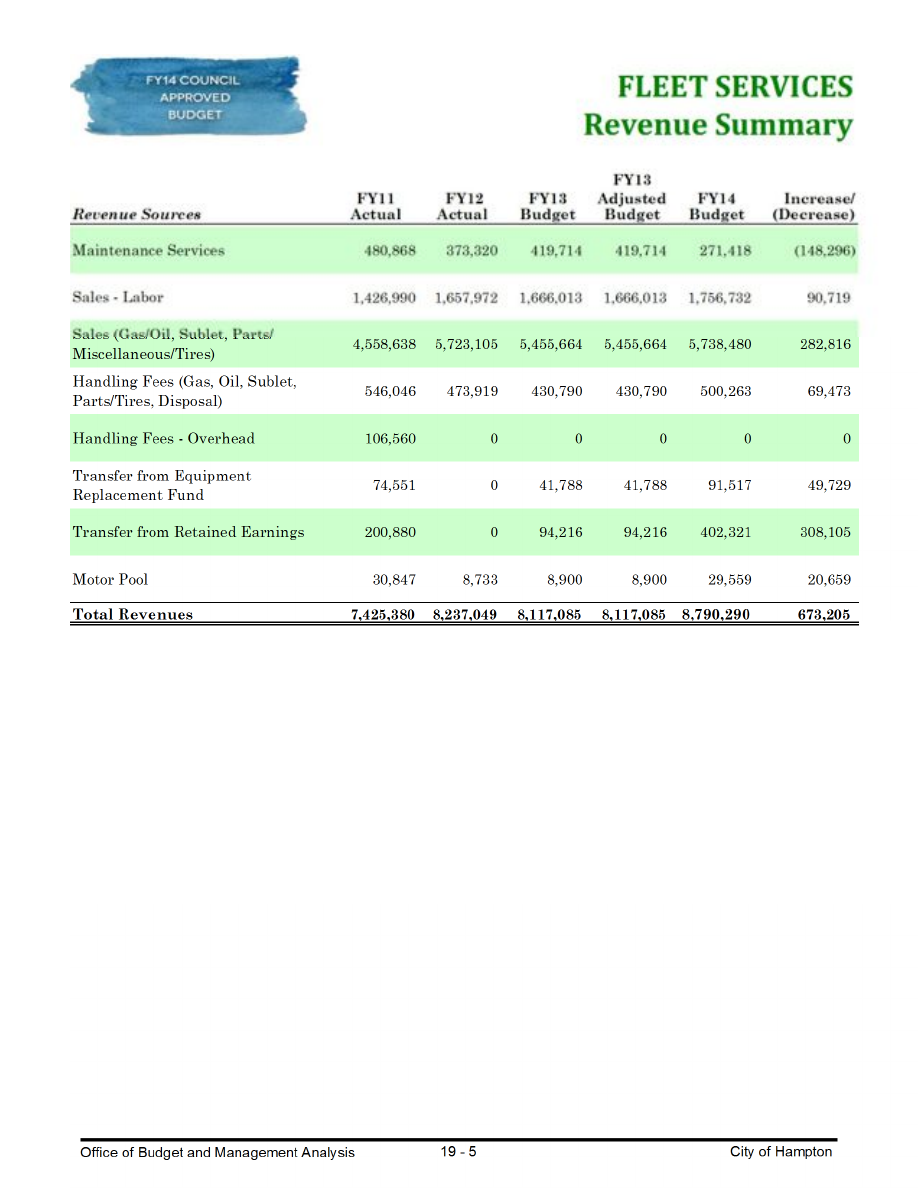 FY14 COUNCIL
APPROVED
BUDGET
FLEET SERVICES
Revenue Summary
FY13
FY11 FY12 FY13 Adjusted FY14 Increase/
Revenue Sources Actual Actual Budget Budget Budget (Decrease)
Maintenance Services 480,868 373,320 419,714 419,714 271,418 (148,296)
Sales - Labor 1,426,990 1,657,972 1,666,013 1,666,013 1,756,732 90,719
Sales (Gas/Oil, Sublet, Parts/
Miscellaneous/Tires) 4,558,638 5,723,105 5,455,664 5,455,664 5,738,480 282,816
Handling Fees (Gas, Oil, Sublet,
Parts/Tires, Disposal) 546,046 473,919 430,790 430,790 500,263 69,473
Handling Fees - Overhead 106,560 0 0 0 0 0
Transfer from Equipment
Replacement Fund 74,551 0 41,788 41,788 91,517 49,729
Transfer from Retained Earnings 200,880 0 94,216 94,216 402,321 308,105
Motor Pool 30,847 8,733 8,900 8,900 29,559 20,659
Total Revenues 7,425,380 8,237,049 8,117,085 8,117,085 8,790,290 673,205
Office of Budget and Management Analysis 19 - 5 City of Hampton